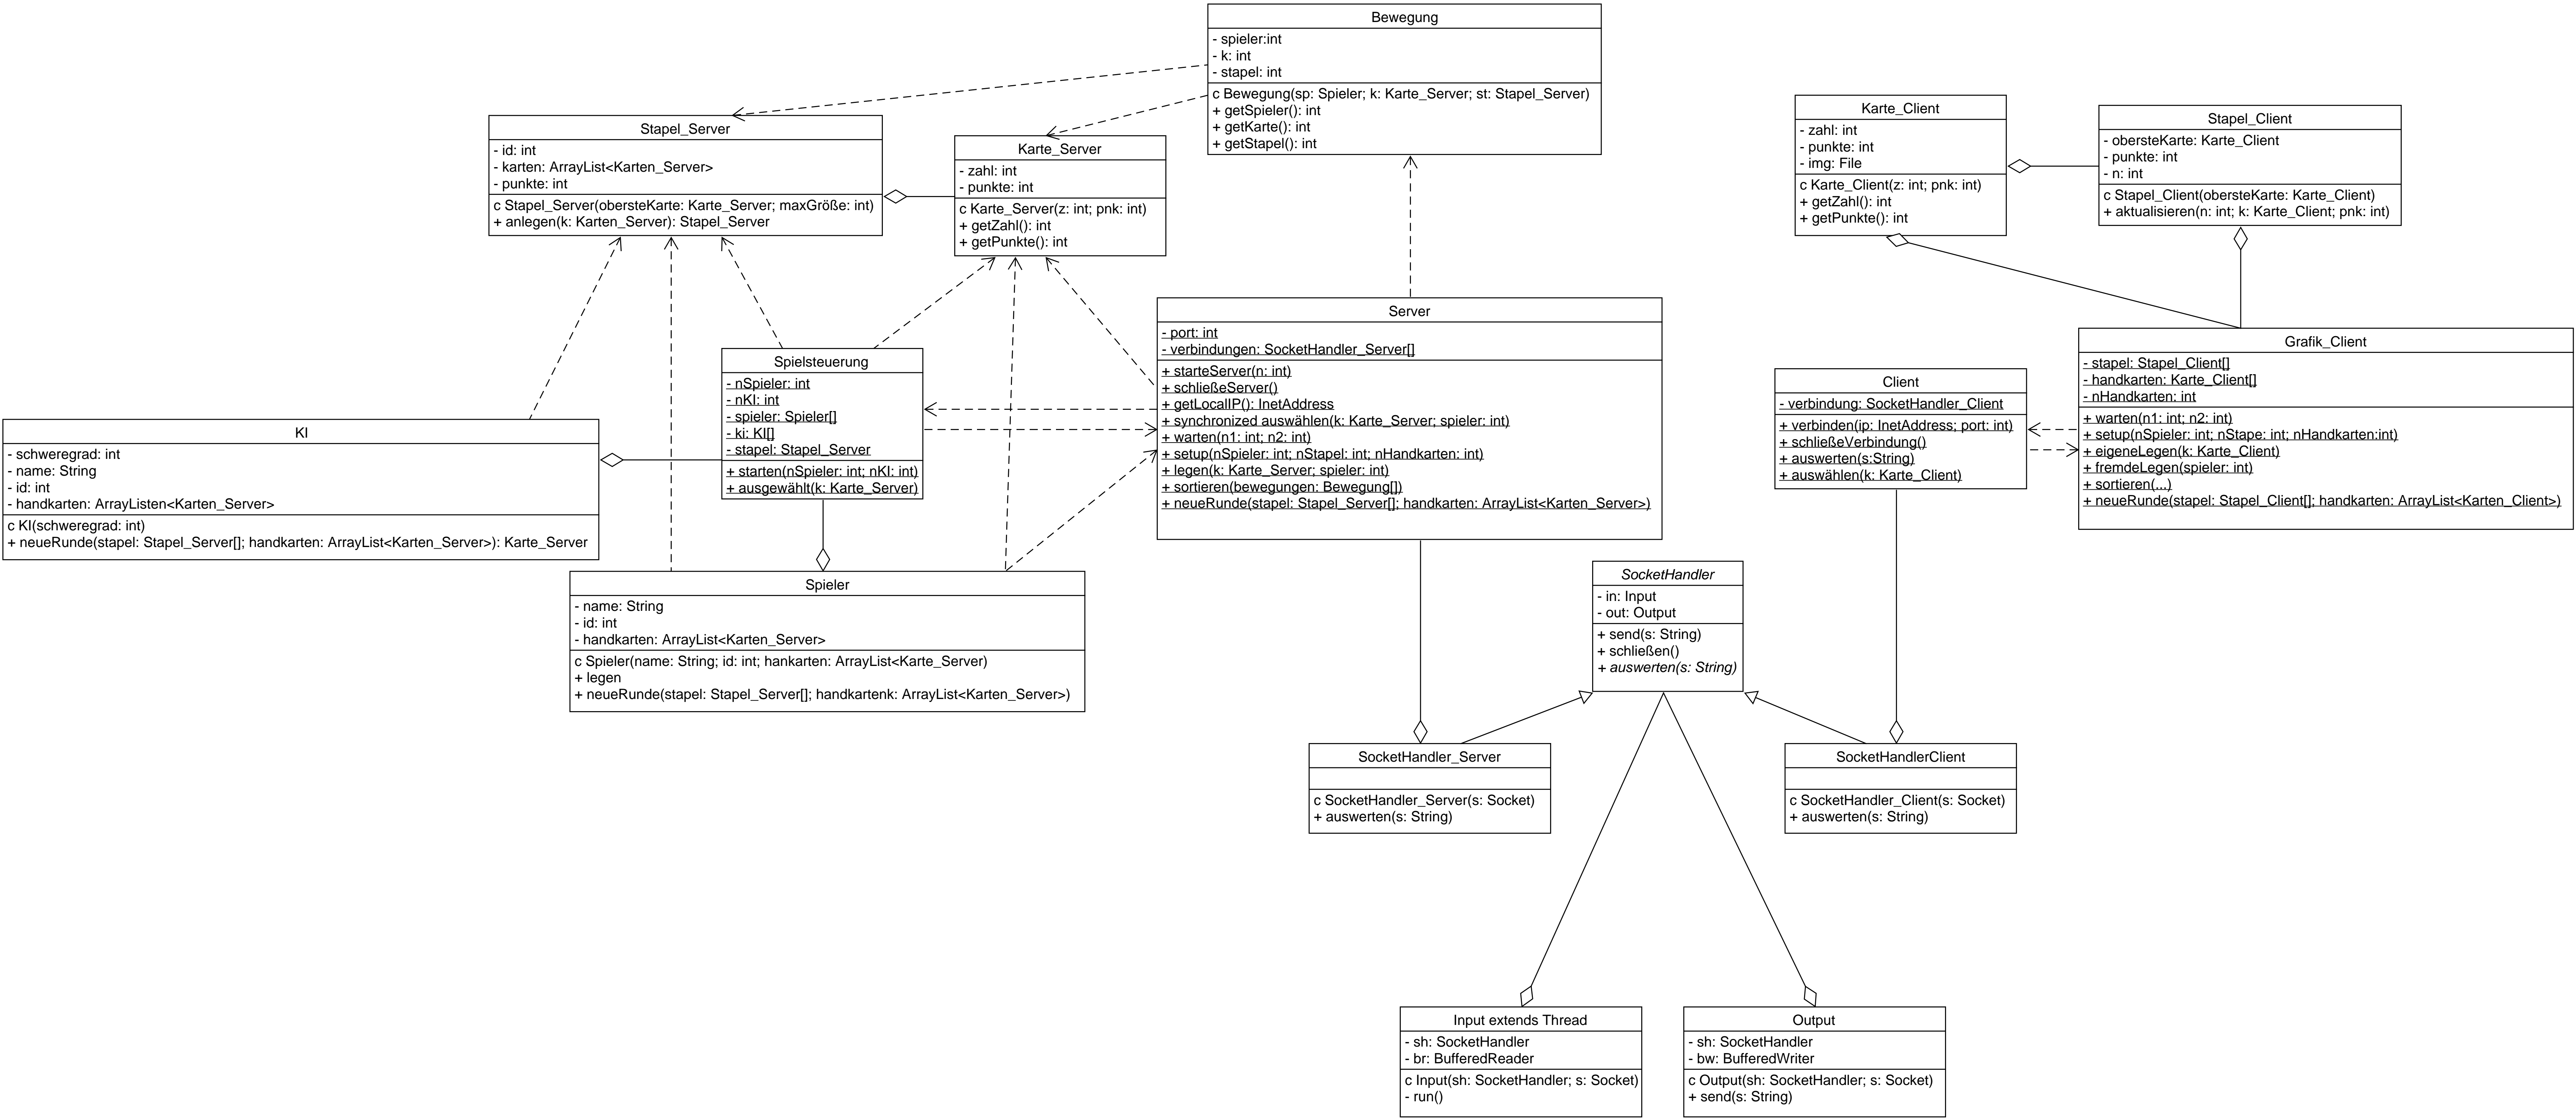 Bewegung
- spieler:int
- k: int
- stapel: int
c Bewegung(sp: Spieler; k: Karte_Server; st: Stapel_Server)
+ getSpieler(): int
+ getKarte(): int
+ getStapel(): int
Stapel_Server
- id: int
- karten: ArrayList<Karten_Server>
- punkte: int
c Stapel_Server(obersteKarte: Karte_Server; maxGröße: int)
+ anlegen(k: Karten_Server): Stapel_Server
Karte_Server
- zahl: int
- punkte: int
c Karte_Server(z: int; pnk: int)
+ getZahl(): int
+ getPunkte(): int
Karte_Client
- zahl: int
- punkte: int
- img: File
c Karte_Client(z: int; pnk: int)
+ getZahl(): int
+ getPunkte(): int
Stapel_Client
- obersteKarte: Karte_Client
- punkte: int
- n: int
c Stapel_Client(obersteKarte: Karte_Client)
+ aktualisieren(n: int; k: Karte_Client; pnk: int)
Server
- port: int
- verbindungen: SocketHandler_Server[]
+ starteServer(n: int)
+ schließeServer()
+ getLocalIP(): InetAddress
+ synchronized auswählen(k: Karte_Server; spieler: int)
+ warten(n1: int; n2: int)
+ setup(nSpieler: int; nStapel: int; nHandkarten: int)
+ legen(k: Karte_Server; spieler: int)
+ sortieren(bewegungen: Bewegung[])
+ neueRunde(stapel: Stapel_Server[]; handkarten: ArrayList<Karten_Server>)
Spielsteuerung
- nSpieler: int
- nKI: int
- spieler: Spieler[]
- ki: KI[]
- stapel: Stapel_Server
+ starten(nSpieler: int; nKI: int)
+ ausgewählt(k: Karte_Server)
Client
- verbindung: SocketHandler_Client
+ verbinden(ip: InetAddress; port: int)
+ schließeVerbindung()
+ auswerten(s:String)
+ auswählen(k: Karte_Client)
Grafik_Client
- stapel: Stapel_Client[]
- handkarten: Karte_Client[]
- nHandkarten: int
+ warten(n1: int; n2: int)
+ setup(nSpieler: int; nStape: int; nHandkarten:int)
+ eigeneLegen(k: Karte_Client)
+ fremdeLegen(spieler: int)
+ sortieren(...)
+ neueRunde(stapel: Stapel_Client[]; handkarten: ArrayList<Karten_Client>)
KI
- schweregrad: int
- name: String
- id: int
- handkarten: ArrayListen<Karten_Server>
c KI(schweregrad: int)
+ neueRunde(stapel: Stapel_Server[]; handkarten: ArrayList<Karten_Server>): Karte_Server
Spieler
- name: String
- id: int
- handkarten: ArrayList<Karten_Server>
c Spieler(name: String; id: int; hankarten: ArrayList<Karte_Server)
+ legen
+ neueRunde(stapel: Stapel_Server[]; handkartenk: ArrayList<Karten_Server>)
SocketHandler
- in: Input
- out: Output
+ send(s: String)
+ schließen()
+ auswerten(s: String)
SocketHandler_Server
c SocketHandler_Server(s: Socket)
+ auswerten(s: String)
SocketHandlerClient
c SocketHandler_Client(s: Socket)
+ auswerten(s: String)
Input extends Thread
- sh: SocketHandler
- br: BufferedReader
c Input(sh: SocketHandler; s: Socket)
- run()
Output
- sh: SocketHandler
- bw: BufferedWriter
c Output(sh: SocketHandler; s: Socket)
+ send(s: String)